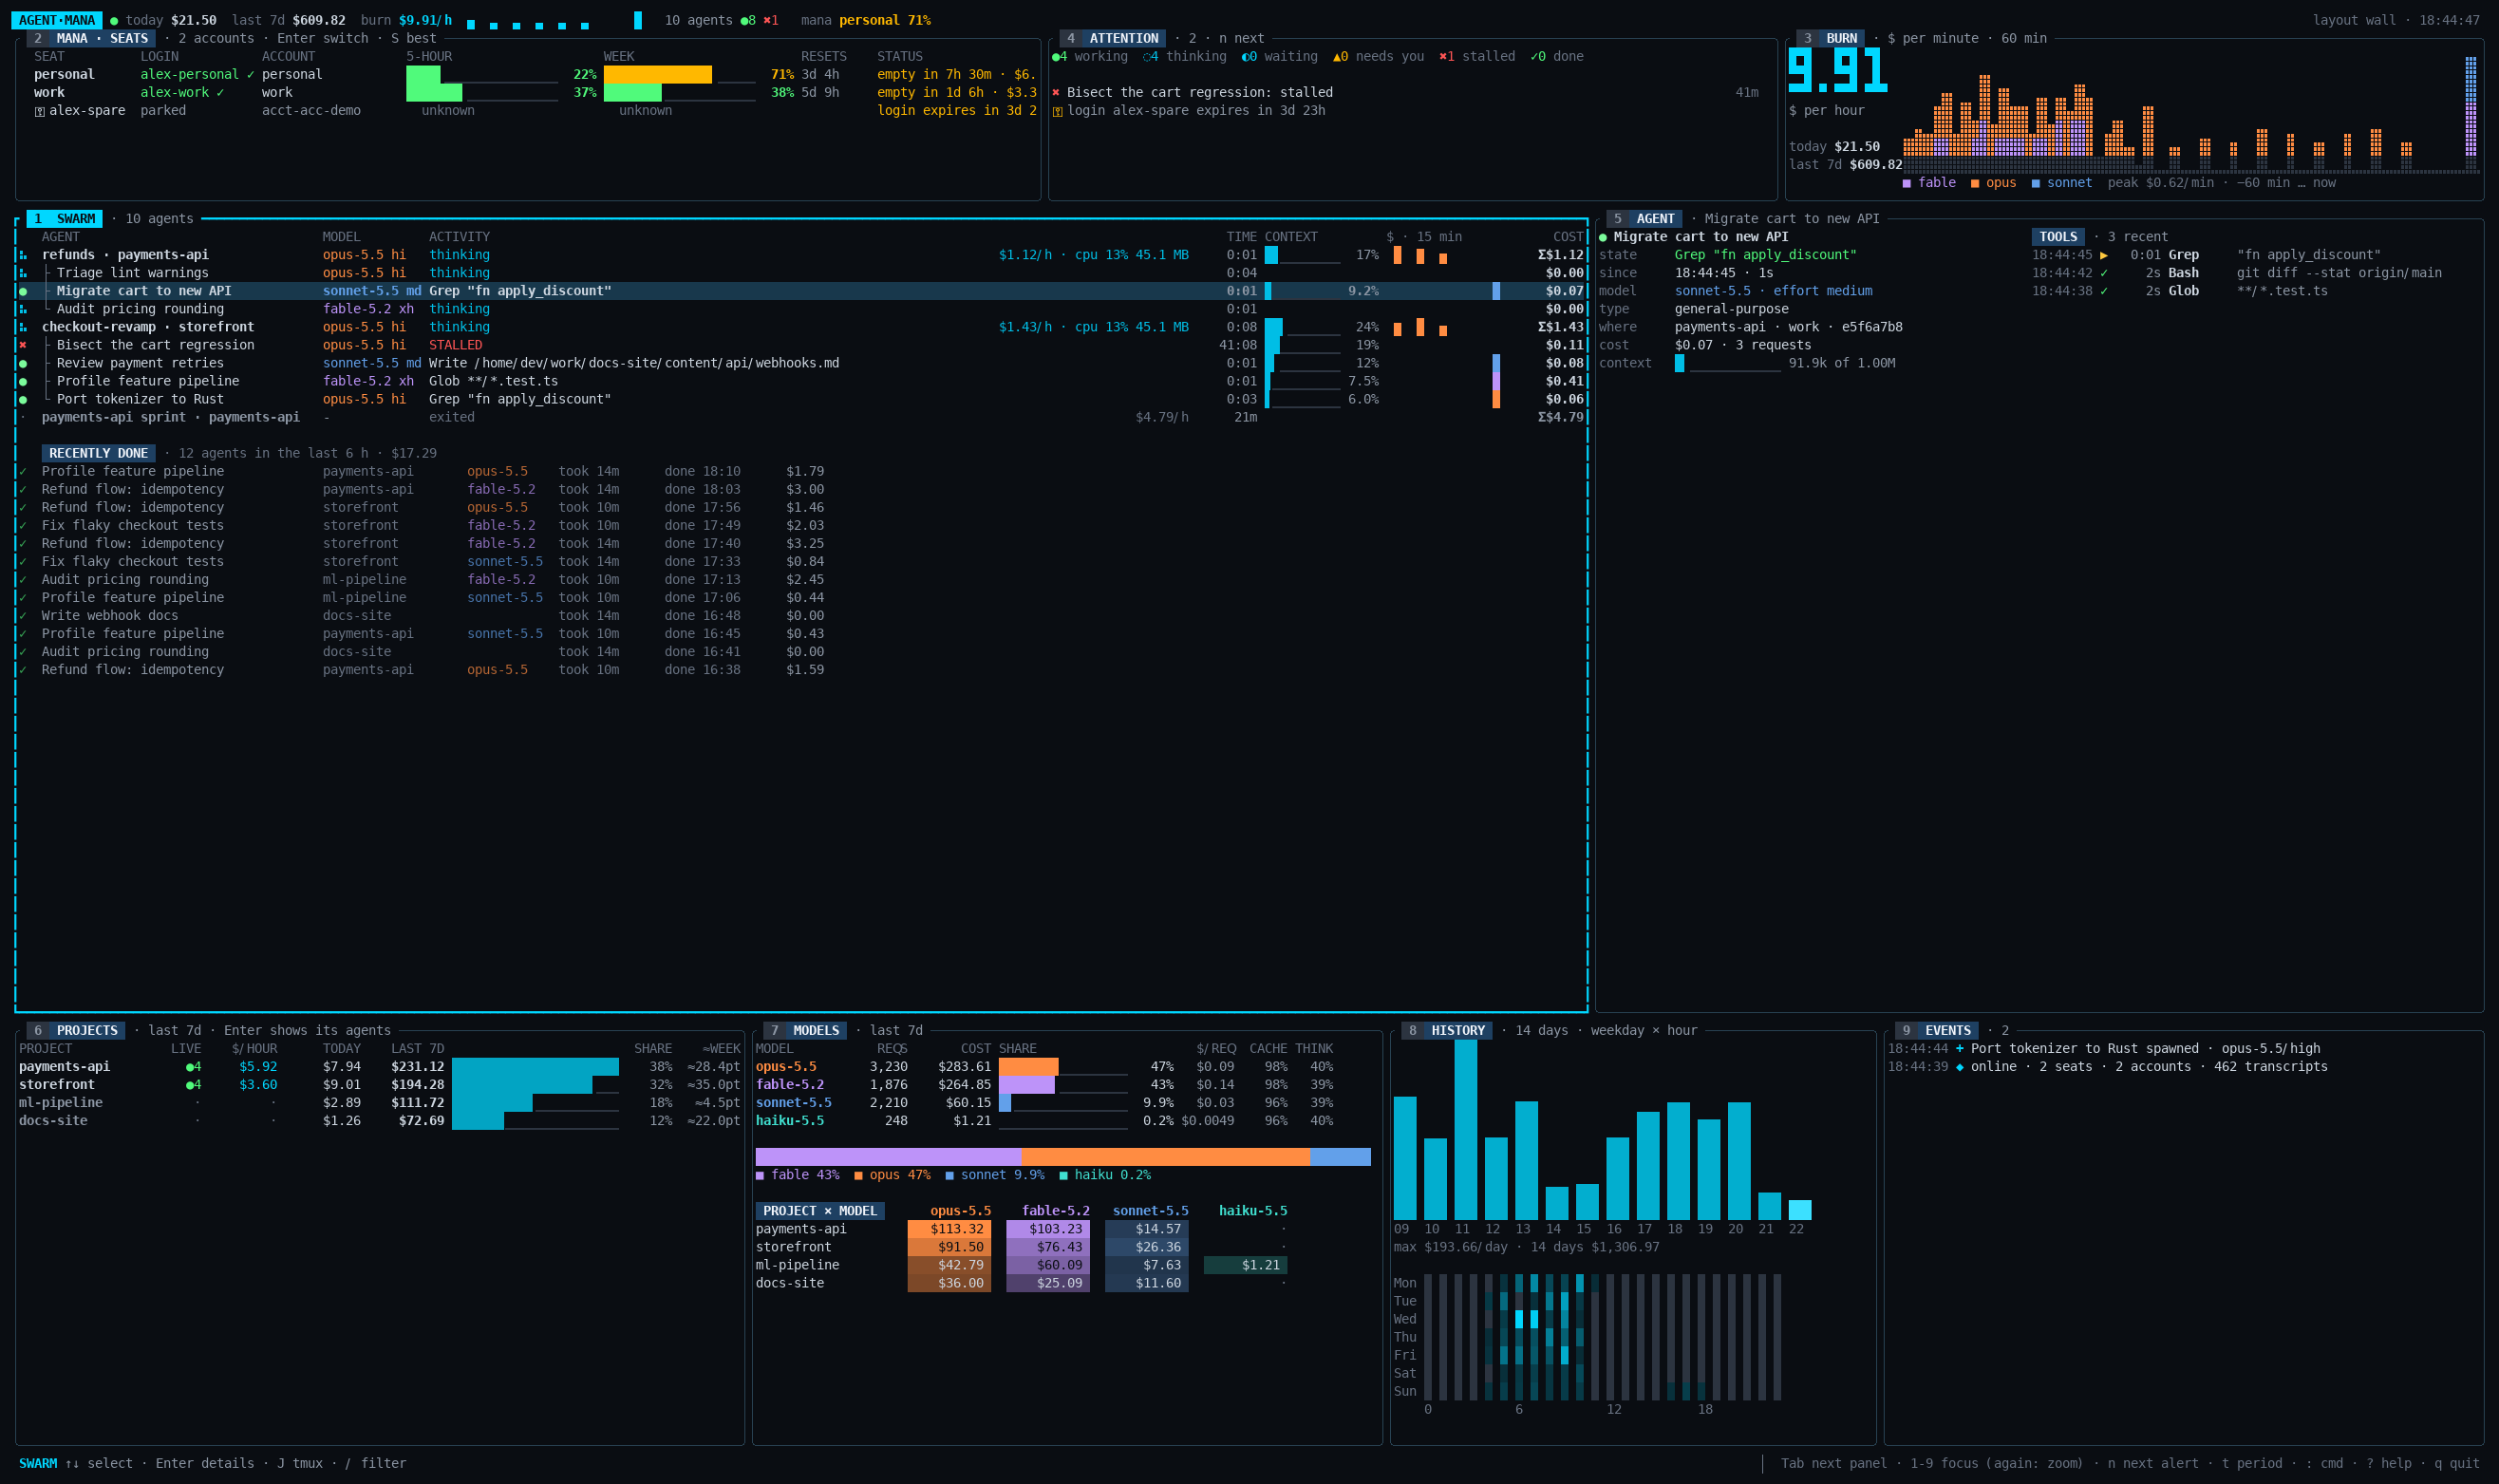 AGENT·MANA ● today $21.50 last 7d $609.82 burn $9.91/h 10 agents ●8 ✖1 mana personal 71% layout wall · 18:44:47
2 MANA · SEATS · 2 accounts · Enter switch · S best
SEAT LOGIN ACCOUNT 5-HOUR WEEK RESETS STATUS
personal alex-personal ✓ personal 22% 71% 3d 4h empty in 7h 30m · $6.
work alex-work ✓ work 37% 38% 5d 9h empty in 1d 6h · $3.3
⚿ alex-spare parked acct-acc-demo unknown unknown login expires in 3d 2
4 ATTENTION · 2 · n next
●4 working ◌4 thinking ◐0 waiting ▲0 needs you ✖1 stalled ✓0 done
✖ Bisect the cart regression: stalled 41m
⚿ login alex-spare expires in 3d 23h
3 BURN · $ per minute · 60 min
9.91
$ per hour
today $21.50
last 7d $609.82
■ fable ■ opus ■ sonnet peak $0.62/min · −60 min … now
1 SWARM · 10 agents
AGENT MODEL ACTIVITY TIME CONTEXT $ · 15 min COST
refunds · payments-api opus-5.5 hi thinking $1.12/h · cpu 13% 45.1 MB 0:01 17% Σ$1.12
├ Triage lint warnings opus-5.5 hi thinking 0:04 $0.00
● ├ Migrate cart to new API sonnet-5.5 md Grep "fn apply_discount" 0:01 9.2% $0.07
└ Audit pricing rounding fable-5.2 xh thinking 0:01 $0.00
checkout-revamp · storefront opus-5.5 hi thinking $1.43/h · cpu 13% 45.1 MB 0:08 24% Σ$1.43
✖ ├ Bisect the cart regression opus-5.5 hi STALLED 41:08 19% $0.11
● ├ Review payment retries sonnet-5.5 md Write /home/dev/work/docs-site/content/api/webhooks.md 0:01 12% $0.08
● ├ Profile feature pipeline fable-5.2 xh Glob **/*.test.ts 0:01 7.5% $0.41
● └ Port tokenizer to Rust opus-5.5 hi Grep "fn apply_discount" 0:03 6.0% $0.06
· payments-api sprint · payments-api - exited $4.79/h 21m Σ$4.79
RECENTLY DONE · 12 agents in the last 6 h · $17.29
✓ Profile feature pipeline payments-api opus-5.5 took 14m done 18:10 $1.79
✓ Refund flow: idempotency payments-api fable-5.2 took 14m done 18:03 $3.00
✓ Refund flow: idempotency storefront opus-5.5 took 10m done 17:56 $1.46
✓ Fix flaky checkout tests storefront fable-5.2 took 10m done 17:49 $2.03
✓ Refund flow: idempotency storefront fable-5.2 took 14m done 17:40 $3.25
✓ Fix flaky checkout tests storefront sonnet-5.5 took 14m done 17:33 $0.84
✓ Audit pricing rounding ml-pipeline fable-5.2 took 10m done 17:13 $2.45
✓ Profile feature pipeline ml-pipeline sonnet-5.5 took 10m done 17:06 $0.44
✓ Write webhook docs docs-site took 14m done 16:48 $0.00
✓ Profile feature pipeline payments-api sonnet-5.5 took 10m done 16:45 $0.43
✓ Audit pricing rounding docs-site took 14m done 16:41 $0.00
✓ Refund flow: idempotency payments-api opus-5.5 took 10m done 16:38 $1.59
5 AGENT · Migrate cart to new API
● Migrate cart to new API
state Grep "fn apply_discount"
since 18:44:45 · 1s
model sonnet-5.5 · effort medium
type general-purpose
where payments-api · work · e5f6a7b8
cost $0.07 · 3 requests
context 91.9k of 1.00M
TOOLS · 3 recent
18:44:45 ▶ 0:01 Grep "fn apply_discount"
18:44:42 ✓ 2s Bash git diff --stat origin/main
18:44:38 ✓ 2s Glob **/*.test.ts
6 PROJECTS · last 7d · Enter shows its agents
PROJECT LIVE $/HOUR TODAY LAST 7D SHARE ≈WEEK
payments-api ●4 $5.92 $7.94 $231.12 38% ≈28.4pt
storefront ●4 $3.60 $9.01 $194.28 32% ≈35.0pt
ml-pipeline · · $2.89 $111.72 18% ≈4.5pt
docs-site · · $1.26 $72.69 12% ≈22.0pt
7 MODELS · last 7d
MODEL REQS COST SHARE $/REQ CACHE THINK
opus-5.5 3,230 $283.61 47% $0.09 98% 40%
fable-5.2 1,876 $264.85 43% $0.14 98% 39%
sonnet-5.5 2,210 $60.15 9.9% $0.03 96% 39%
haiku-5.5 248 $1.21 0.2% $0.0049 96% 40%
■ fable 43% ■ opus 47% ■ sonnet 9.9% ■ haiku 0.2%
PROJECT × MODEL opus-5.5 fable-5.2 sonnet-5.5 haiku-5.5
payments-api $113.32 $103.23 $14.57 ·
storefront $91.50 $76.43 $26.36 ·
ml-pipeline $42.79 $60.09 $7.63 $1.21
docs-site $36.00 $25.09 $11.60 ·
8 HISTORY · 14 days · weekday × hour
09 10 11 12 13 14 15 16 17 18 19 20 21 22
max $193.66/day · 14 days $1,306.97
Mon
Tue
Wed
Thu
Fri
Sat
Sun
0 6 12 18
9 EVENTS · 2
18:44:44 + Port tokenizer to Rust spawned · opus-5.5/high
18:44:39 ◆ online · 2 seats · 2 accounts · 462 transcripts
SWARM ↑↓ select · Enter details · J tmux · / filter
Tab next panel · 1-9 focus (again: zoom) · n next alert · t period · : cmd · ? help · q quit